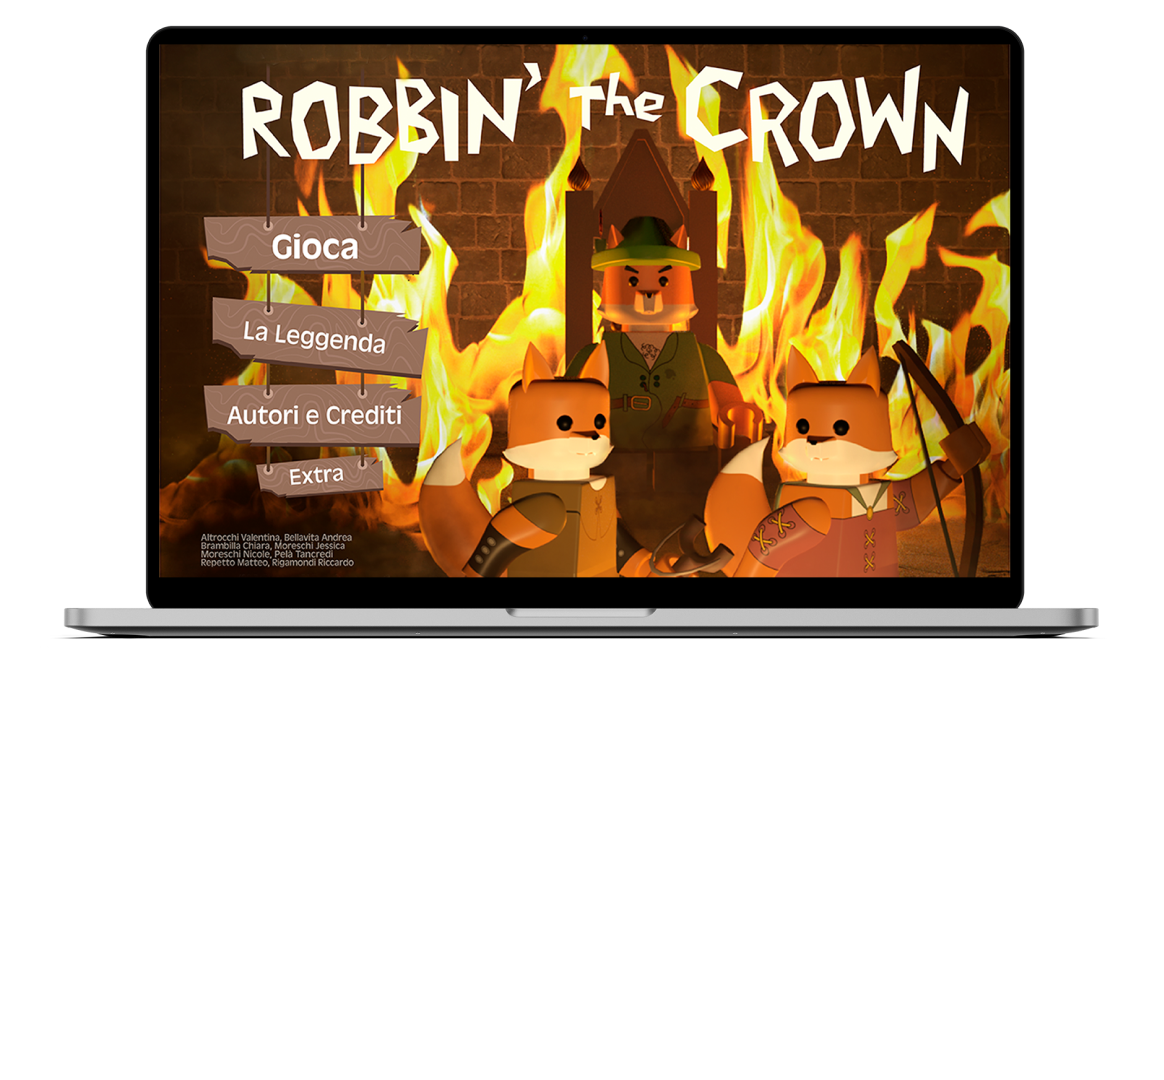 ROBBIN' The CROWN
Gioca
La Leggenda
Autori e Crediti
Extra
Altrocchi Valentina, Bellavita Andrea
Brambilla Chiara, Moreschi Jessica
Moreschi Nicole, Pelà Tancredi
Repetto Matteo, Rigamondi Riccardo